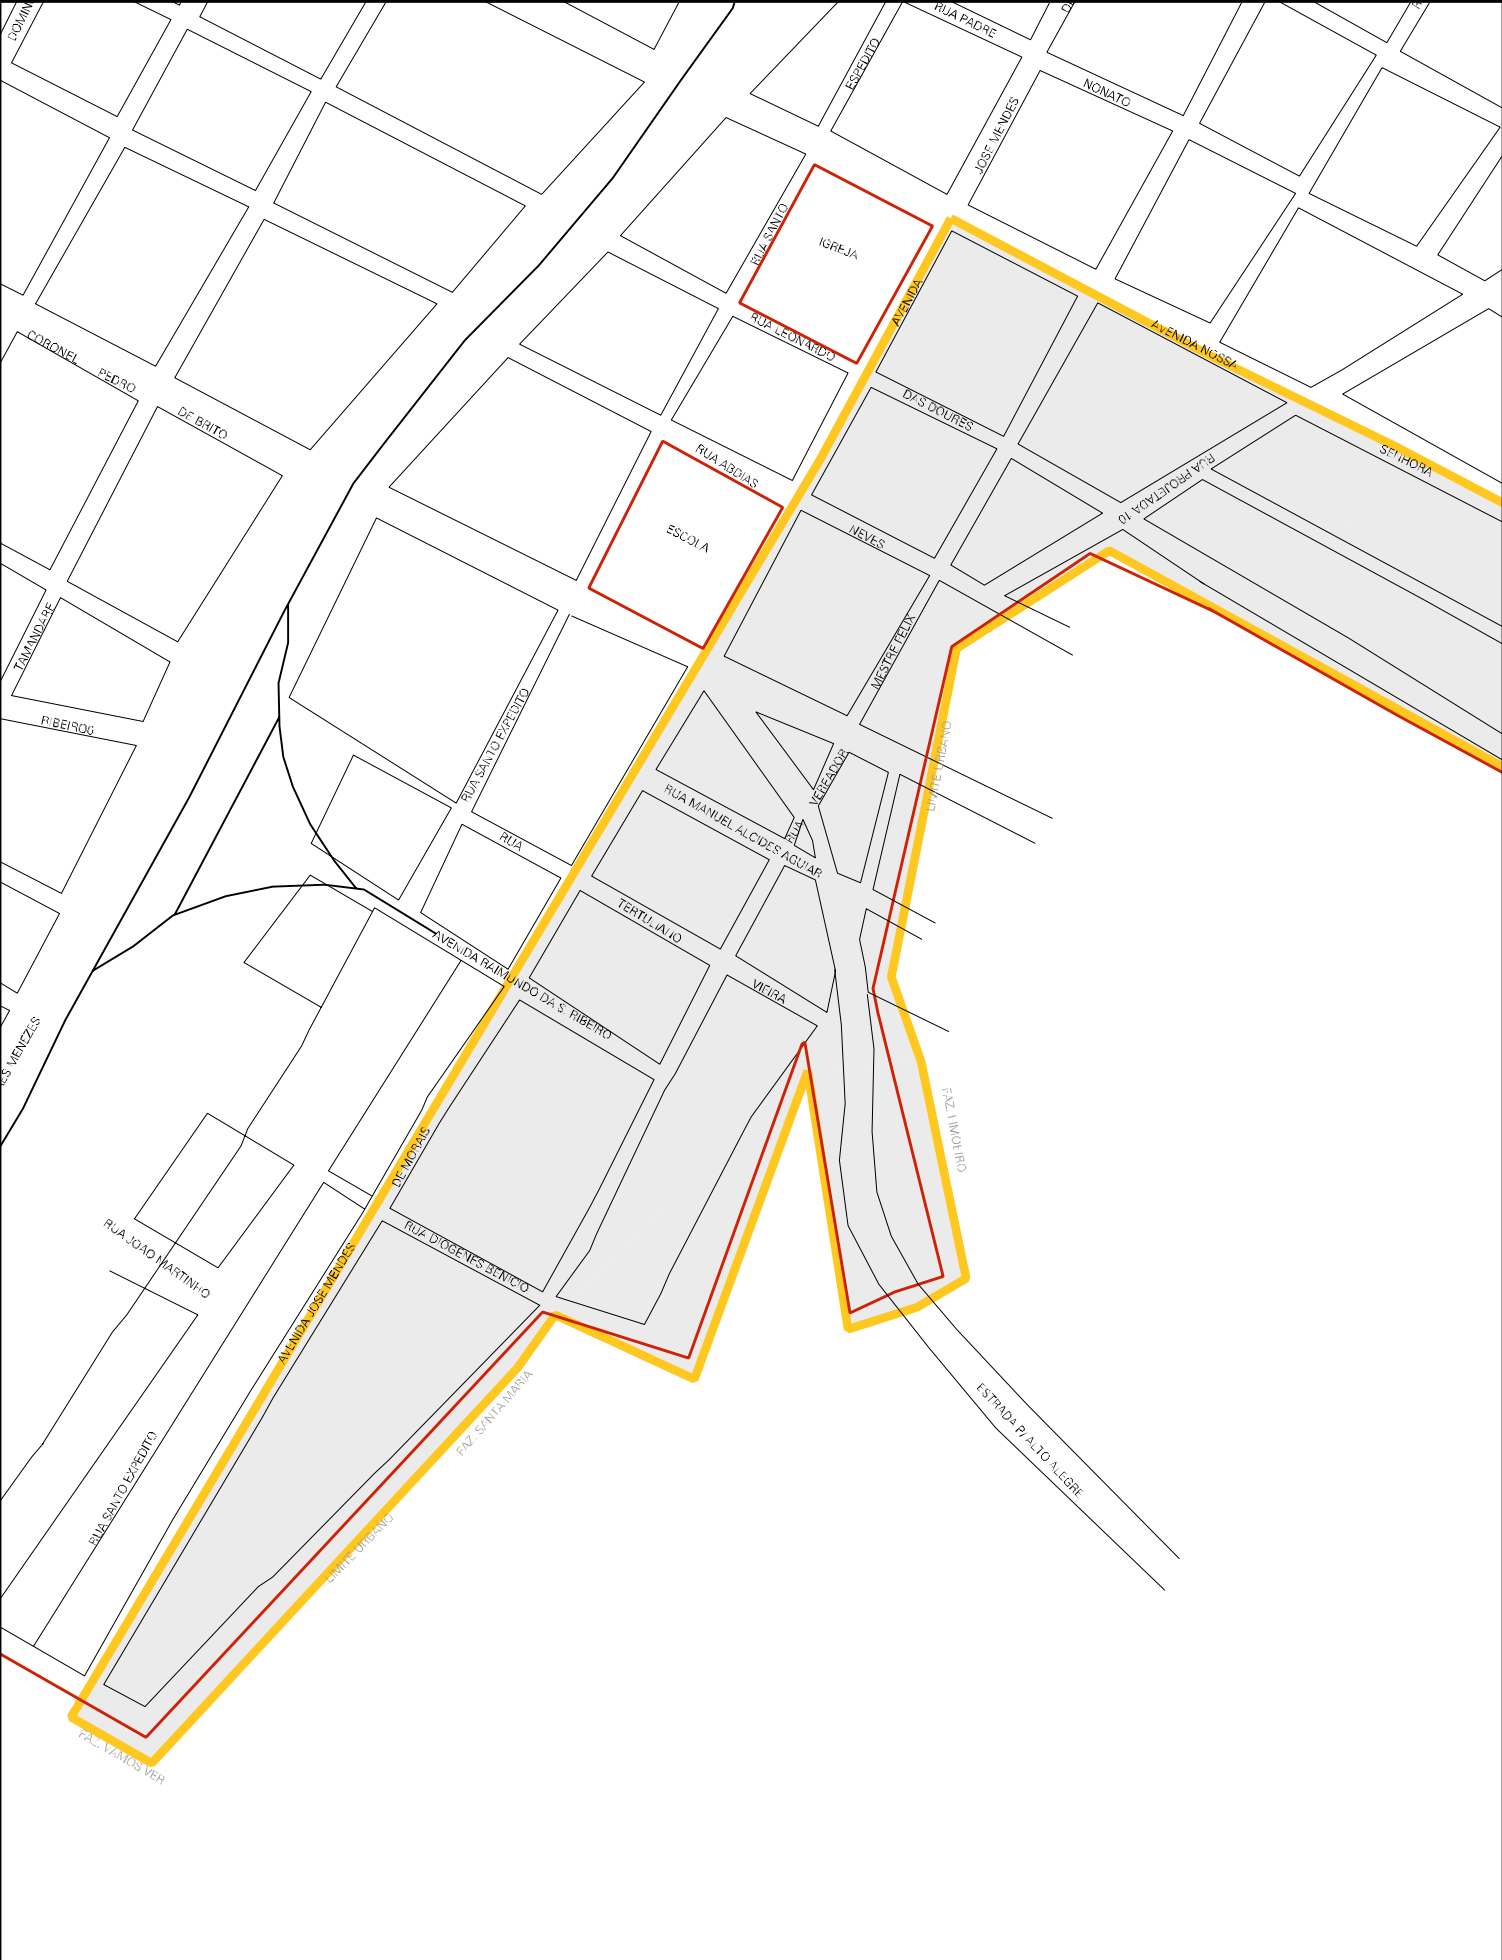 DOMIN
RUA PADRE
ESPEDITO
NONATO
JOSE MENDES
RUA SANTO
IGREJA
AVENIDA
RUA LEONARDO
AVENIDA NOSSA
CORONEL
PEDRO
DE BRITO
DAS DOURES
SENHORA
RUA ABDIAS
RUA PROJETADA 10
ESCOLA
NEVES
TAMANDARE
MESTRE FELIX
RIBEIROS
RUA SANTO EXPEDITO
LIMITE URBANO
VEREADOR
RUA
RUA MANUEL ALCIDES AGUIAR
RUA
TERTULIANO
AVENIDA RAIMUNDO DA S. RIBEIRO
VIEIRA
ES MENEZES
FAZ. LIMOEIRO
DE MORAIS
RUA JOAO MARTINHO
RUA DIOGENES BENICIO
AVENIDA JOSE MENDES
FAZ. SANTA MARIA
ESTRADA P/ ALTO ALEGRE
RUA SANTO EXPEDITO
LIMITE URBANO
FAZ. VAMOS VER